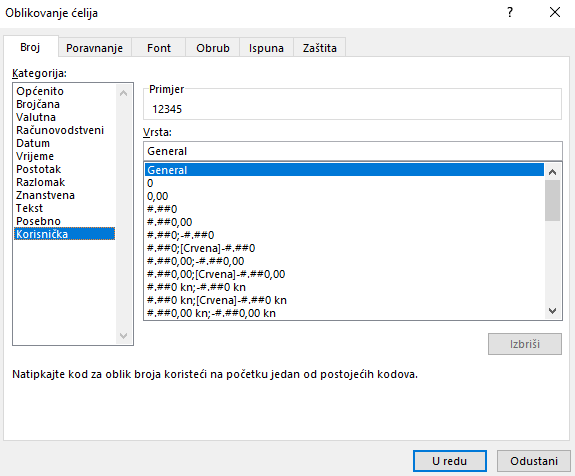 Oblikovanje ćelija
Broj
Poravnanje
Font
Obrub
Ispuna
Zaštita
Kategorija:
Općenito
Brojčana
Valutna
Računovodstveni
Datum
Vrijeme
Postotak
Razlomak
Znanstvena
Tekst
Posebno
Korisnička
Primjer
12345
Vrsta:
General
General
0
0,00
#.##0
#.##0,00
#.##0;-#.##0
#.##0;[Crvena]-#.##0
#.##0,00;-#.##0,00
#.##0,00;[Crvena]-#.##0,00
#.##0 kn;-#.##0 kn
#.##0 kn;[Crvena]-#.##0 kn
#.##0,00 kn;-#.##0,00 kn
Izbriši
Natipkajte kod za oblik broja koristeći na početku jedan od postojećih kodova.
U redu
Odustani